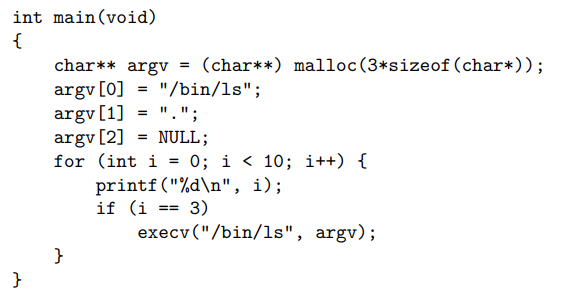 int main(void)
{
    char** argv = (char**) malloc(3*sizeof(char*));
    argv[0] = "/bin/ls";
    argv[1] = ".";
    argv[2] = NULL;
    for (int i = 0; i < 10; i++) {
        printf("%d\n", i);
        if (i == 3)
            execv("/bin/ls", argv);
    }
}